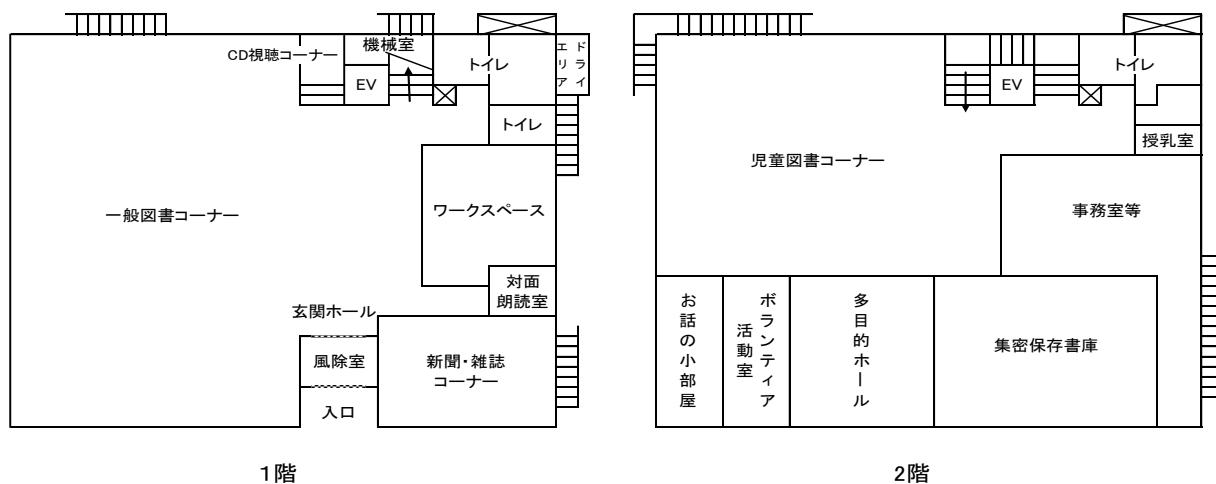 CD視聴コーナー
機械室
EV
トイレ
ドライ
エリア
トイレ
一般図書コーナー
ワークスペース
対面
朗読室
玄関ホール
風除室
新聞・雑誌
コーナー
入口
1階
EV
トイレ
授乳室
児童図書コーナー
事務室等
お話の小部屋
ボランティア
活動室
多目的ホール
集密保存書庫
2階